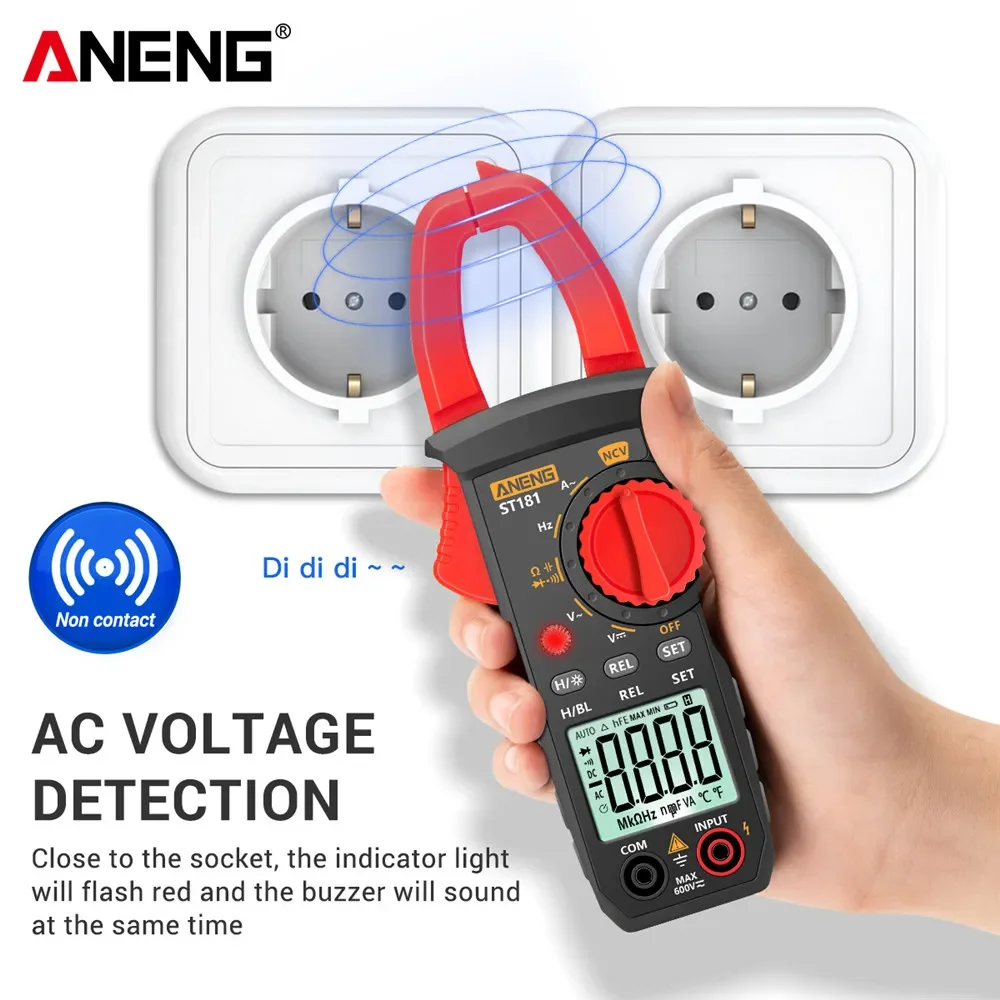 ANENG®
NCV
A~
ANENG
ST181
Hz
Ω
Di di di ~ ~
Non contact
V~
V⎓
OFF
H/☼
REL
SET
H/BL
REL
SET
AC VOLTAGE
DETECTION
AUTO △ hFE MAX MIN H
DC
AC
8.8.8.8
MkΩHz nμmF VA °C °F
Close to the socket, the indicator light
will flash red and the buzzer will sound
at the same time
COM
INPUT
MAX
600V